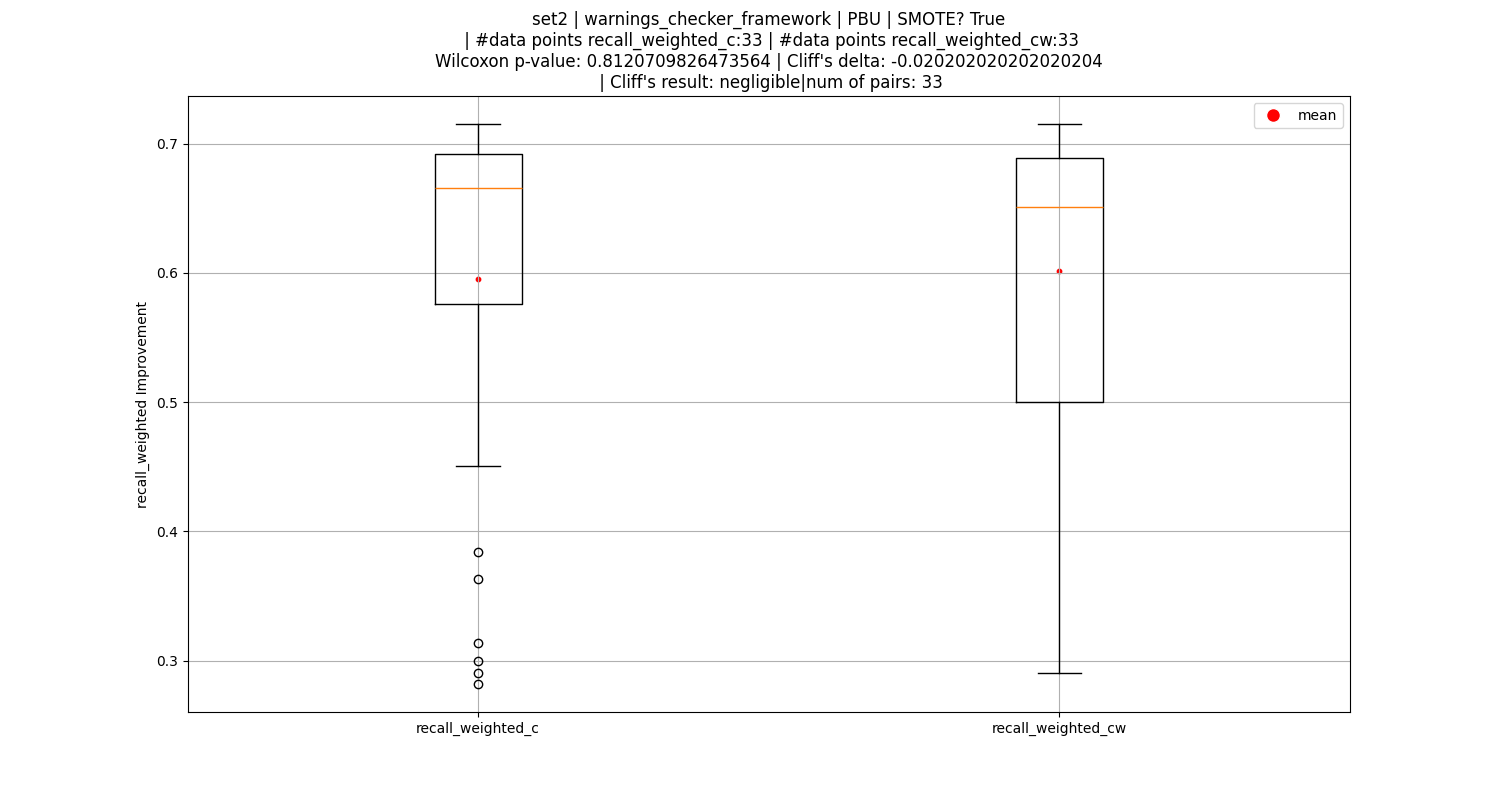 set2 | warnings_checker_framework | PBU | SMOTE? True
| #data points recall_weighted_c:33 | #data points recall_weighted_cw:33
Wilcoxon p-value: 0.8120709826473564 | Cliff's delta: -0.020202020202020204
| Cliff's result: negligible|num of pairs: 33
mean
0.7
0.6
0.5
0.4
0.3
recall_weighted Improvement
recall_weighted_c
recall_weighted_cw